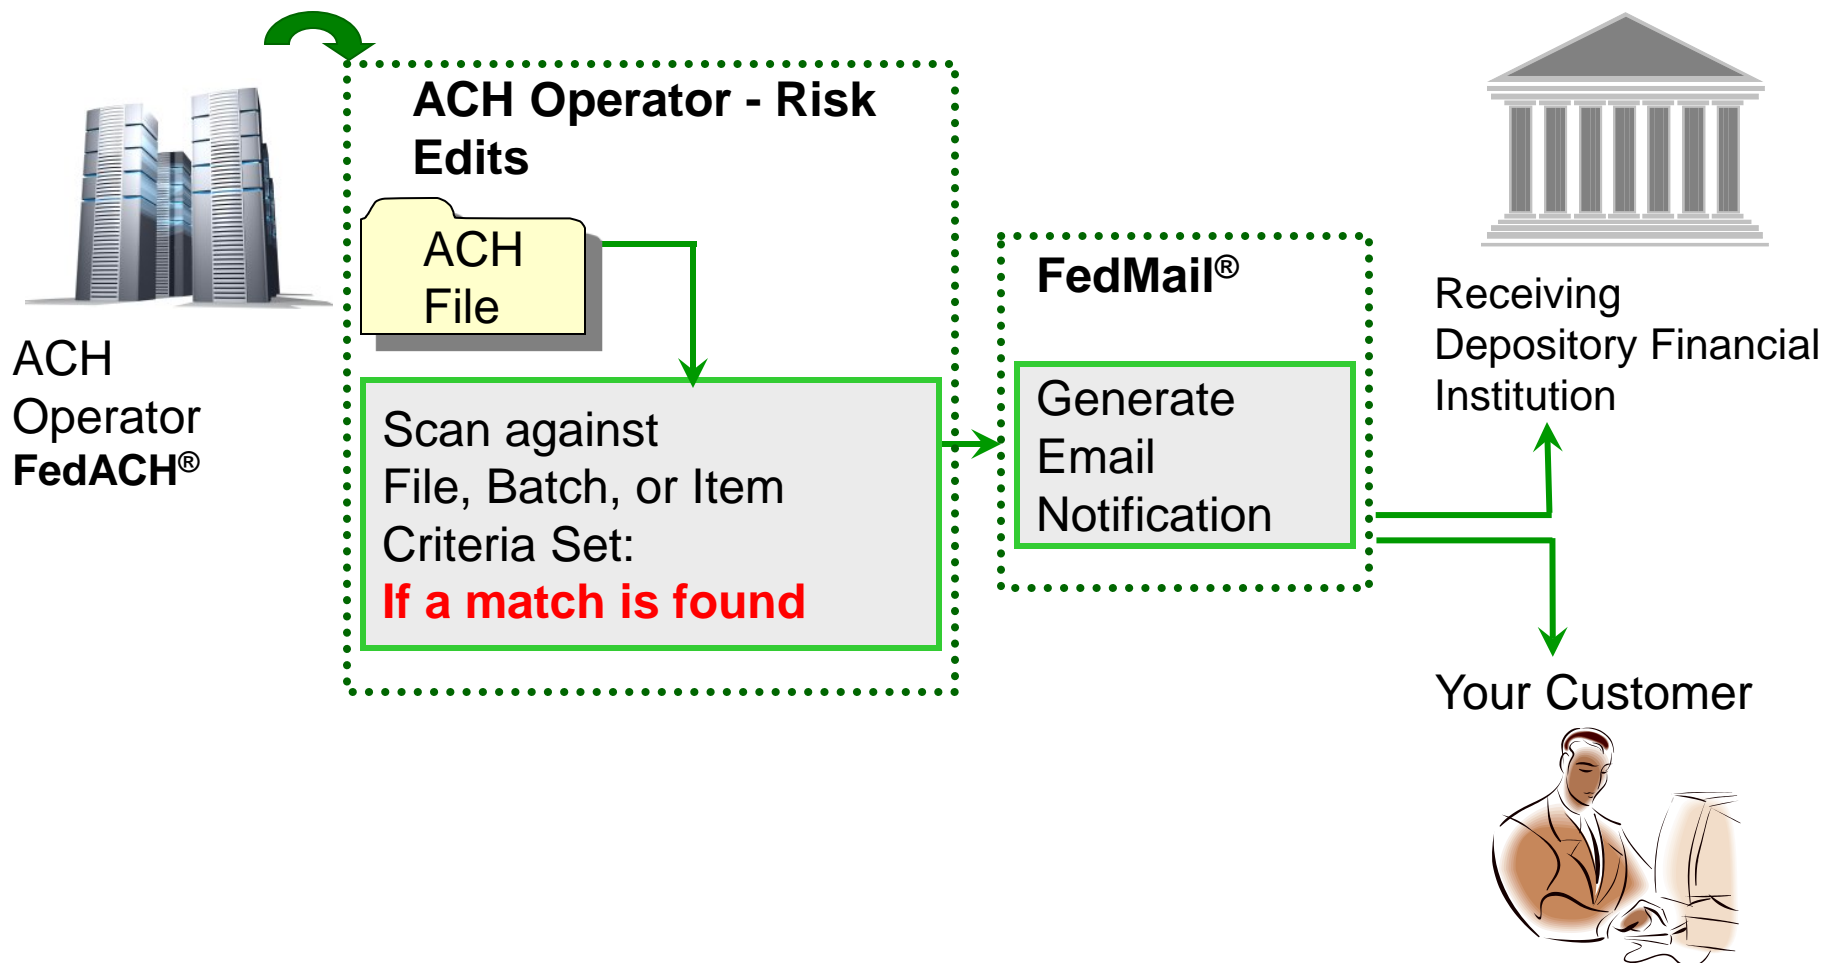 ACH Operator - Risk
Edits
ACH
File
ACH
Operator
FedACH®
Scan against
File, Batch, or Item
Criteria Set:
If a match is found
FedMail®
Generate
Email
Notification
Receiving
Depository Financial
Institution
Your Customer